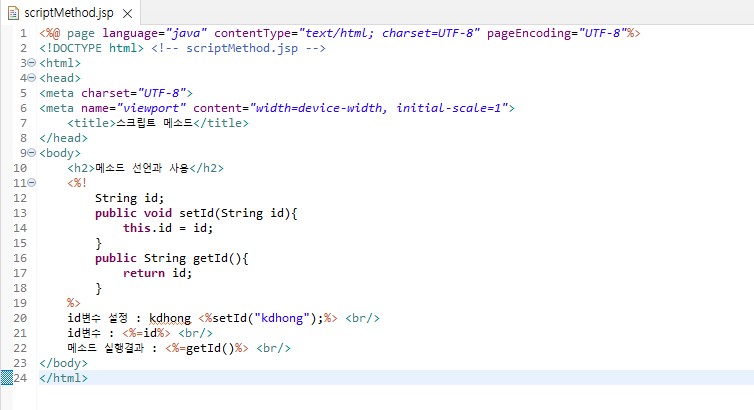 scriptMethod.jsp
1 <%@ page language="java" contentType="text/html; charset=UTF-8" pageEncoding="UTF-8"%>
2 <!DOCTYPE html> <!-- scriptMethod.jsp -->
3 <html>
4 <head>
5 <meta charset="UTF-8">
6 <meta name="viewport" content="width=device-width, initial-scale=1">
7 <title>스크립트 메소드</title>
8 </head>
9 <body>
10 <h2>메소드 선언과 사용</h2>
11 <%!
12 String id;
13 public void setId(String id){
14 this.id = id;
15 }
16 public String getId(){
17 return id;
18 }
19 %>
20 id변수 설정 : kdhong <%setId("kdhong");%> <br/>
21 id변수 : <%=id%> <br/>
22 메소드 실행결과 : <%=getId()%> <br/>
23 </body>
24 </html>